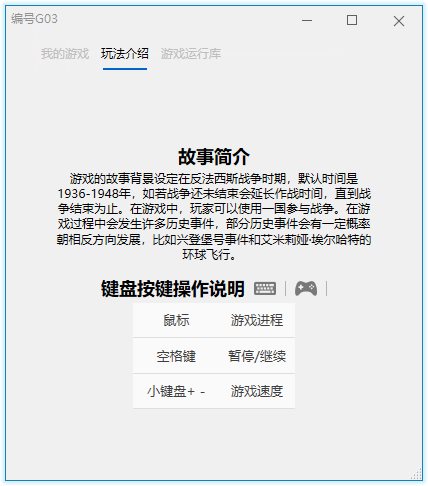 编号G03
我的游戏 玩法介绍 游戏运行库
故事简介
游戏的故事背景设定在反法西斯战争时期，默认时间是
1936-1948年，如若战争还未结束会延长作战时间，直到战
争结束为止。在游戏中，玩家可以使用一国参与战争。在游
戏过程中会发生许多历史事件，部分历史事件会有一定概率
朝相反方向发展，比如兴登堡号事件和艾米莉娅·埃尔哈特的
环球飞行。
键盘按键操作说明
鼠标 游戏进程
空格键 暂停/继续
小键盘+ - 游戏速度